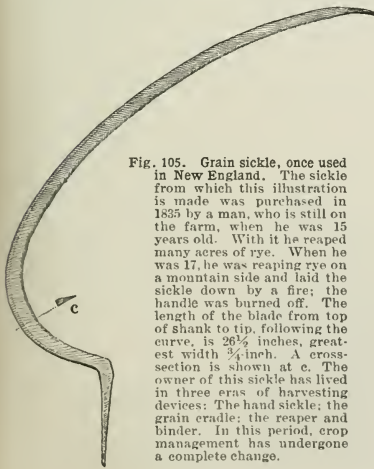 Fig. 105. Grain sickle, once used
in New England. The sickle
from which this illustration
is made was purchased in
1835 by a man, who is still on
the farm, when he was 15
years old. With it he reaped
many acres of rye. When he
was 17, he was reaping rye on
a mountain side and laid the
sickle down by a fire; the
handle was burned off. The
length of the blade from top
of shank to tip, following the
curve, is 26½ inches, great-
est width ¾-inch. A cross-
section is shown at c. The
owner of this sickle has lived
in three eras of harvesting
devices: The hand sickle; the
grain cradle; the reaper and
binder. In this period, crop
management has undergone
a complete change.
c